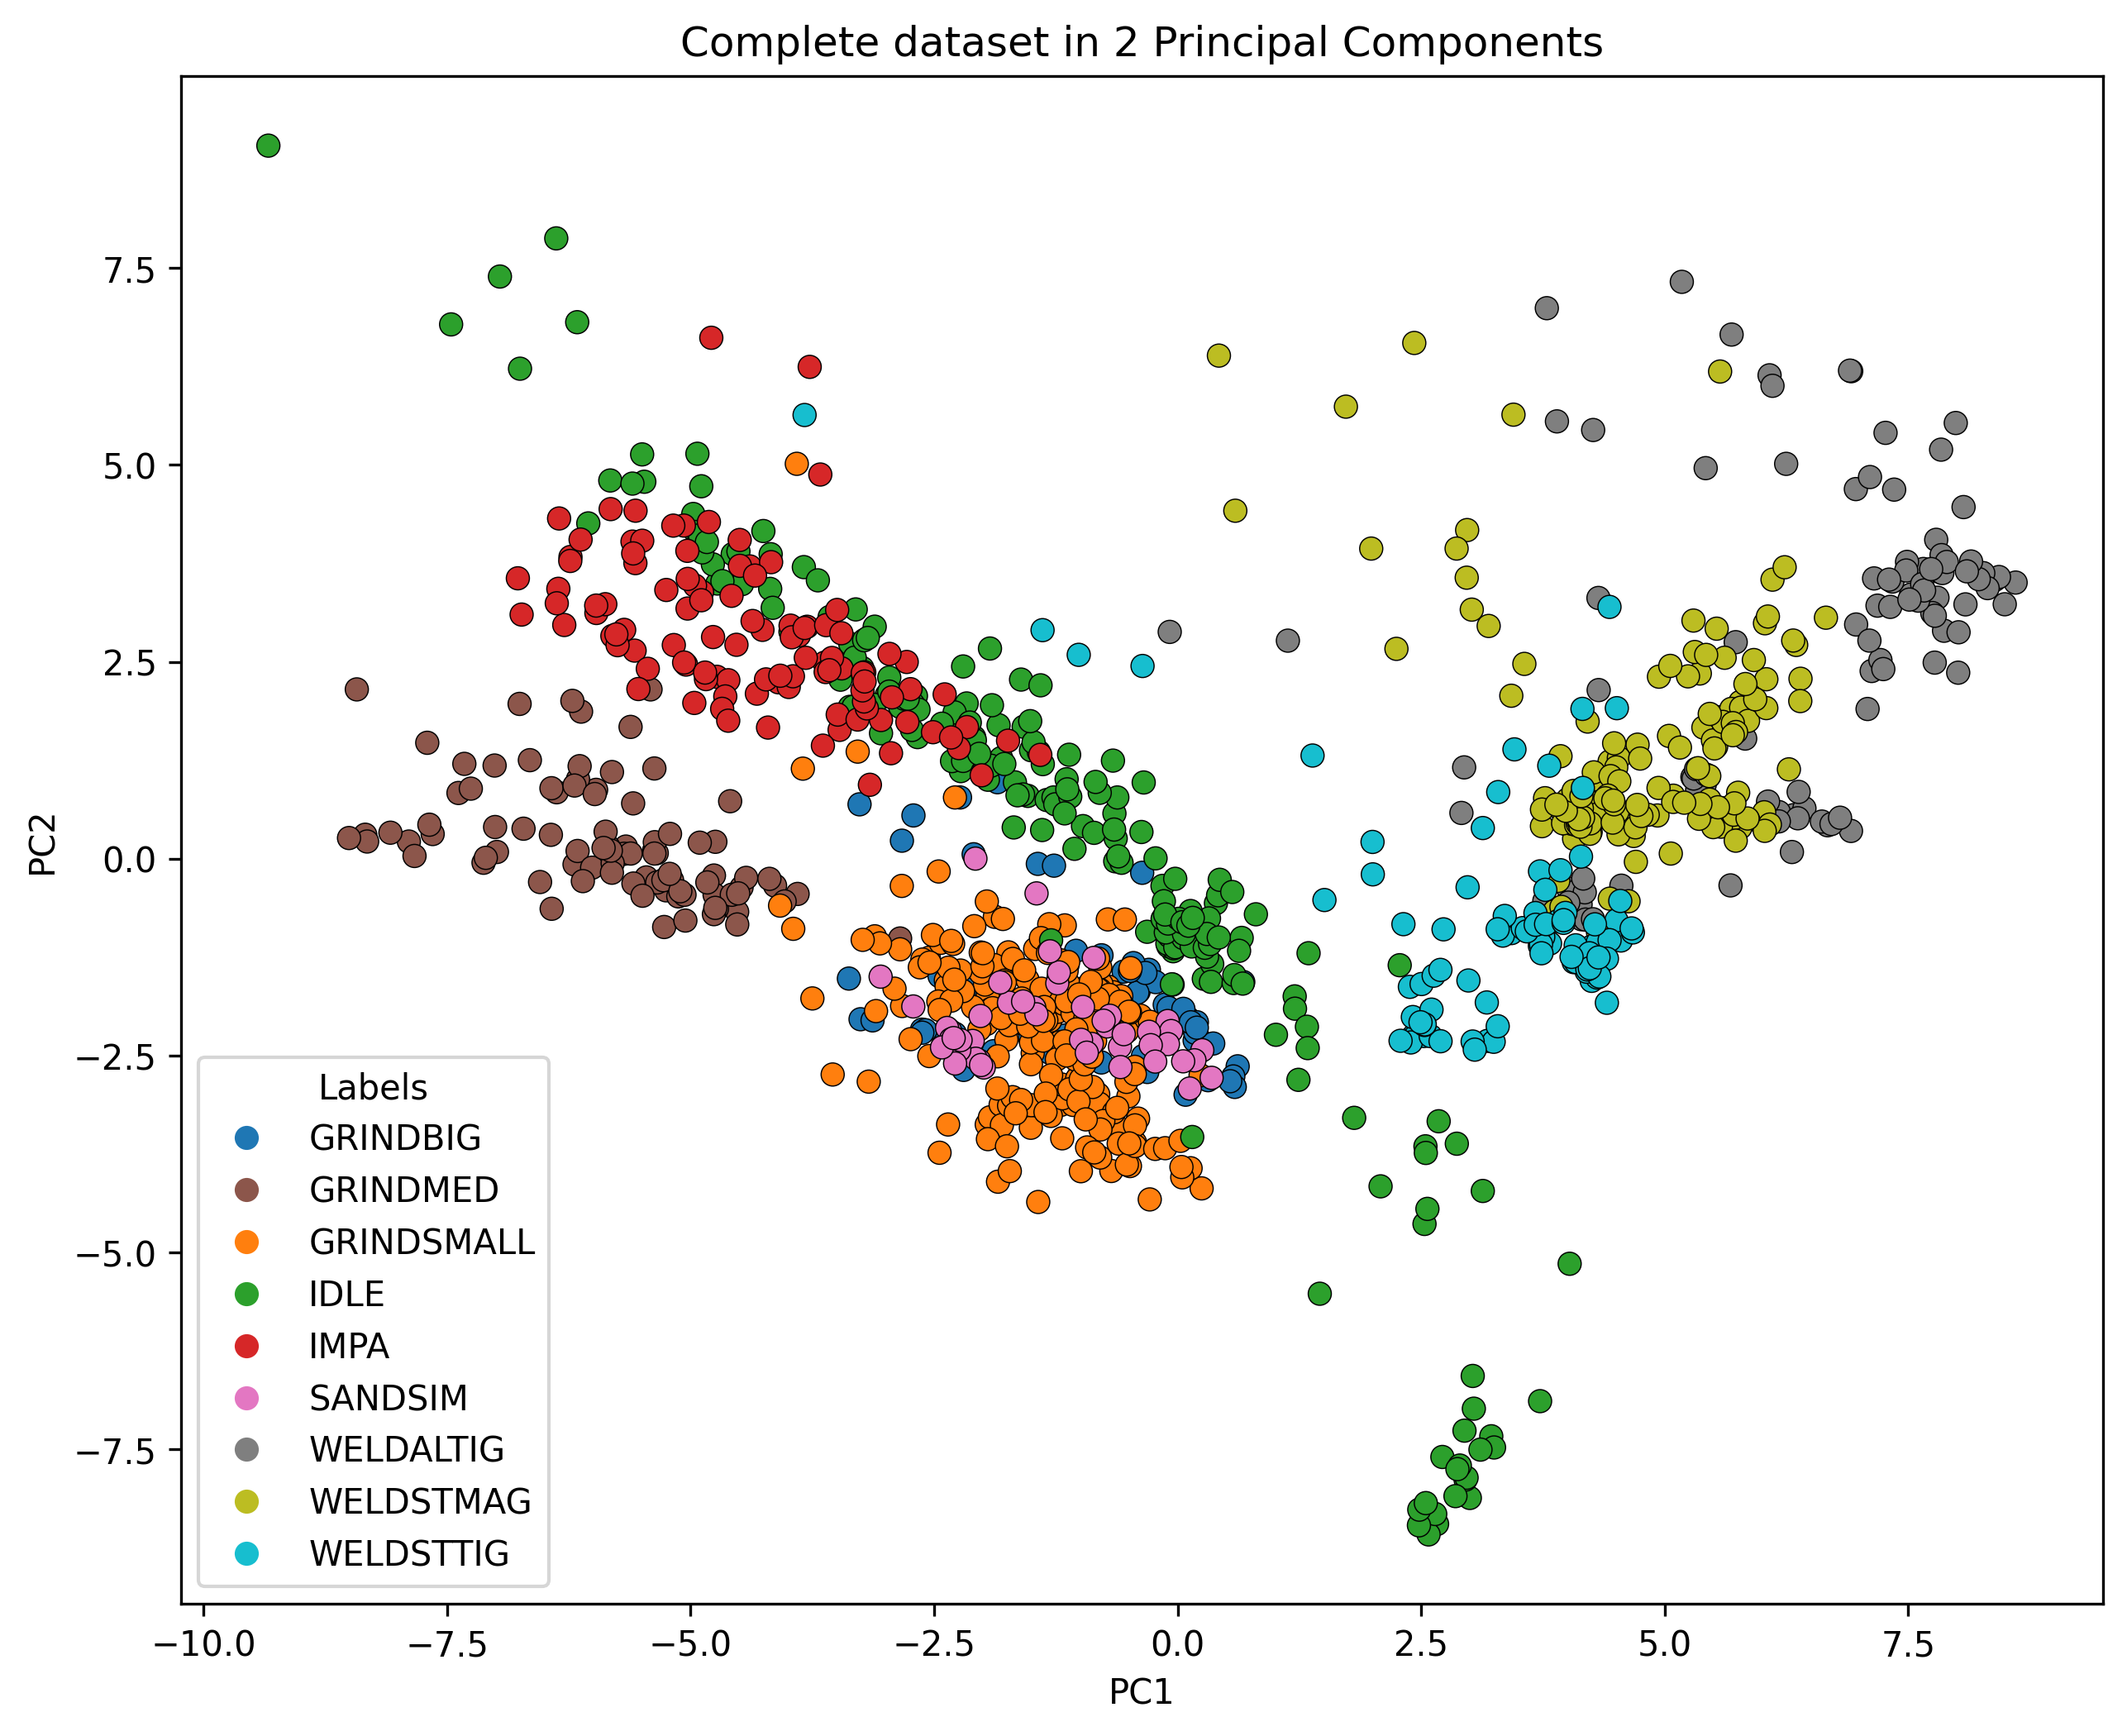 Complete dataset in 2 Principal Components
PC2
7.5
5.0
2.5
0.0
−2.5
−5.0
−7.5
Labels
GRINDBIG
GRINDMED
GRINDSMALL
IDLE
IMPA
SANDSIM
WELDALTIG
WELDSTMAG
WELDSTTIG
−10.0 −7.5 −5.0 −2.5 0.0 2.5 5.0 7.5
PC1